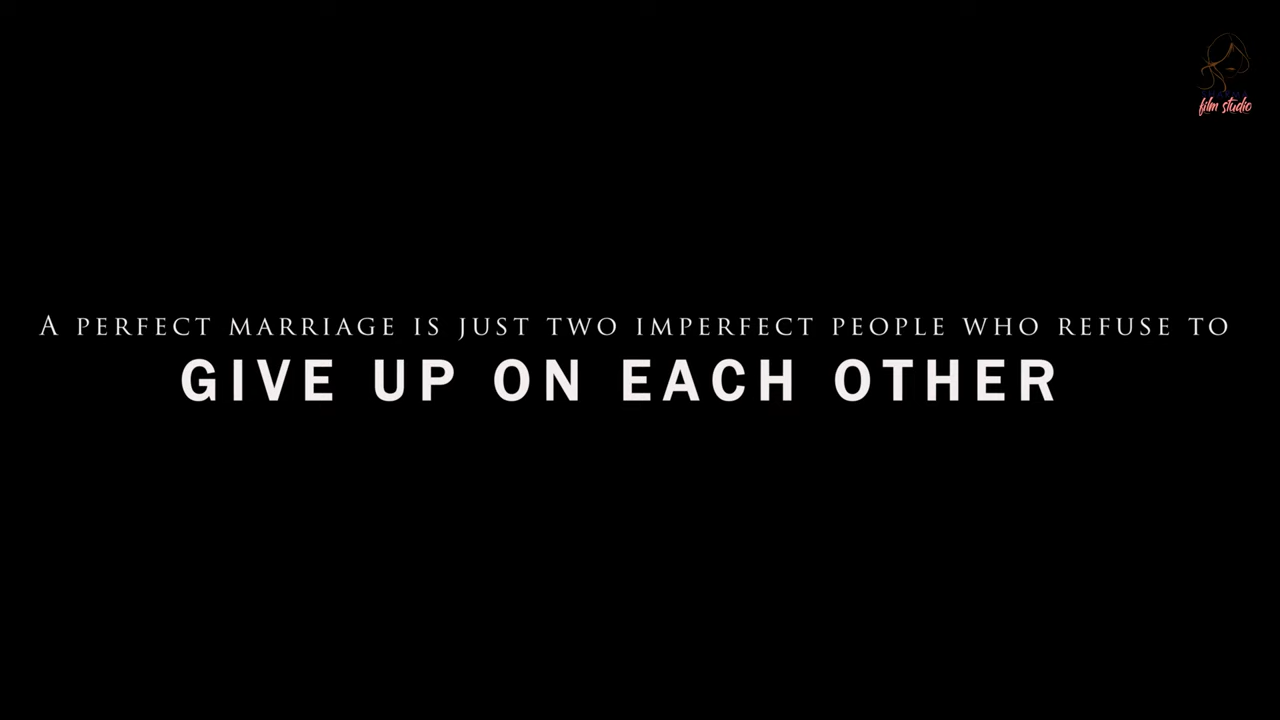 film studio
A PERFECT MARRIAGE IS JUST TWO IMPERFECT PEOPLE WHO REFUSE TO
GIVE UP ON EACH OTHER